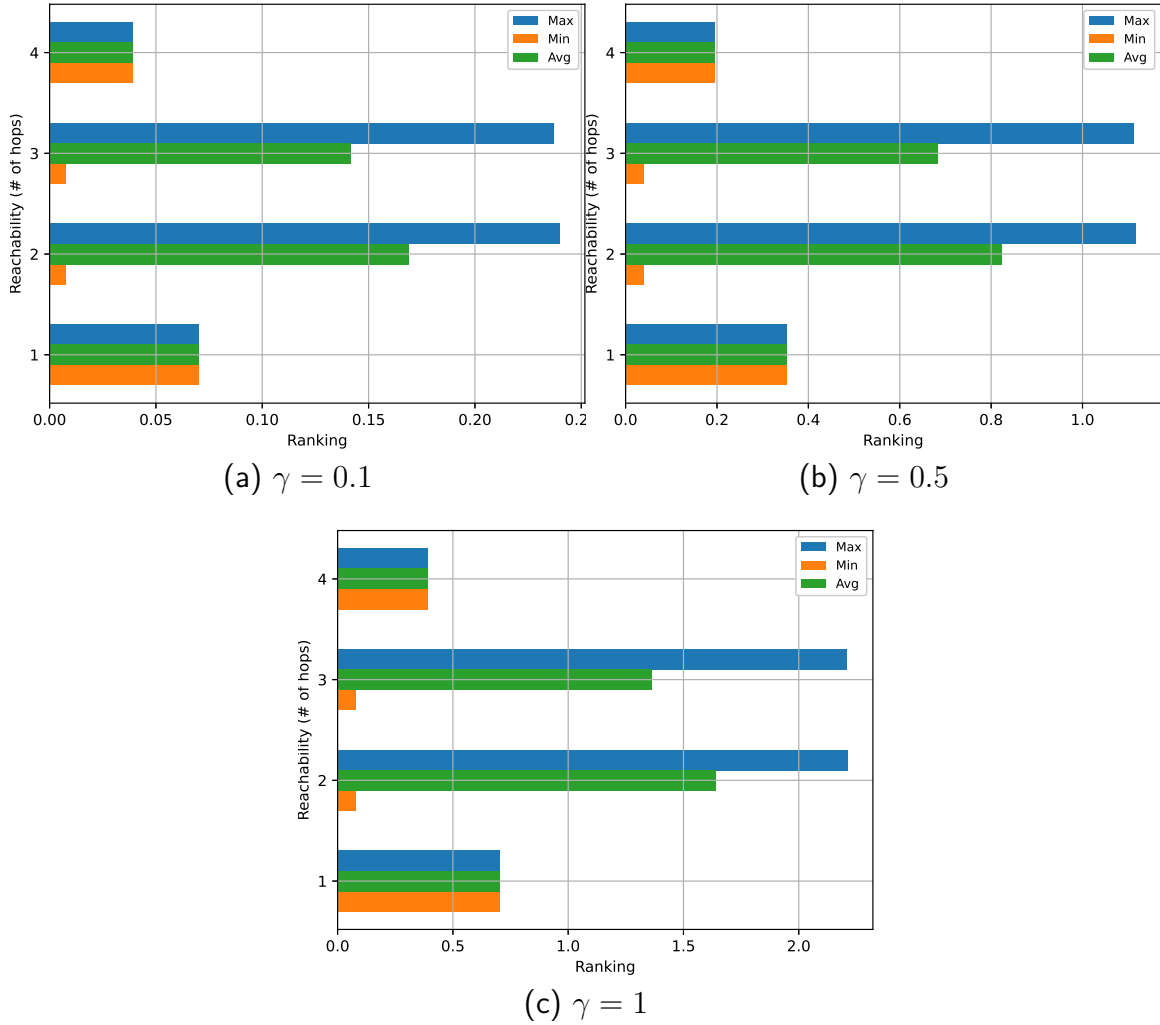 Max
Min
Avg
4
3
2
1
Reachability (# of hops)
0.00 0.05 0.10 0.15 0.20 0.2
Ranking
(a) γ = 0.1
Max
Min
Avg
4
3
2
1
Reachability (# of hops)
0.0 0.2 0.4 0.6 0.8 1.0
Ranking
(b) γ = 0.5
Max
Min
Avg
4
3
2
1
Reachability (# of hops)
0.0 0.5 1.0 1.5 2.0
Ranking
(c) γ = 1